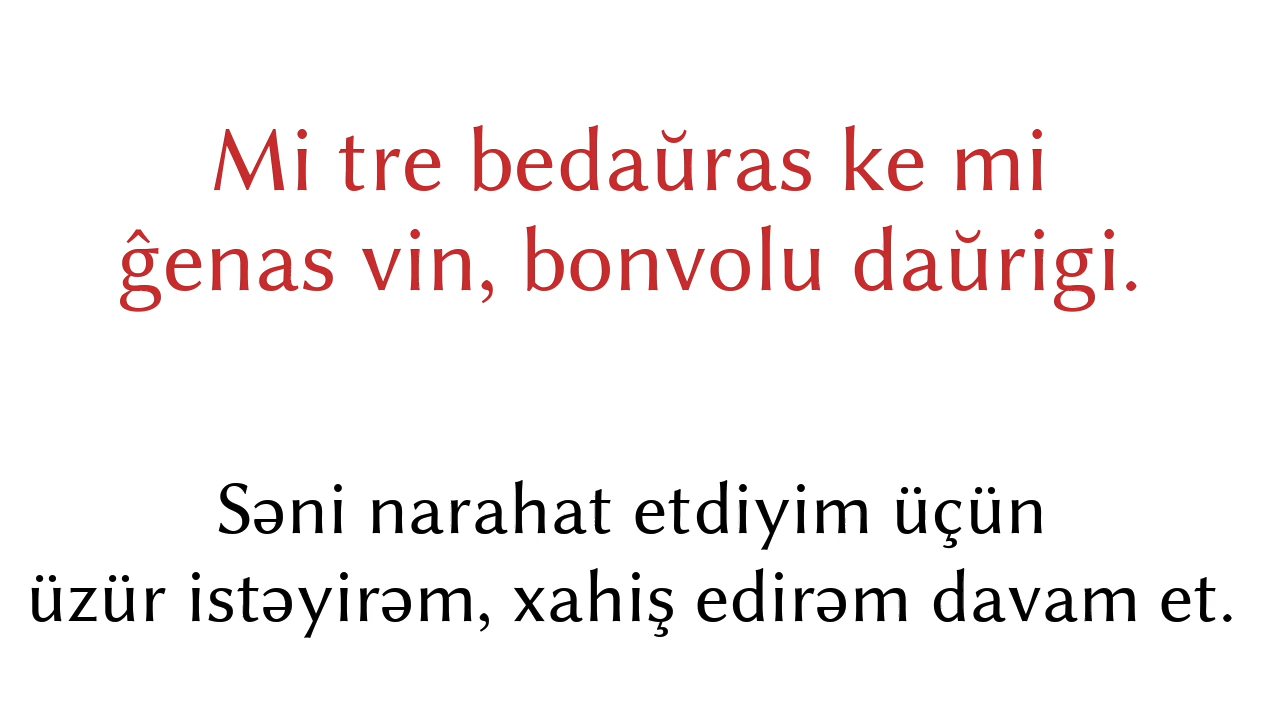 Mi tre bedaŭras ke mi
ĝenas vin, bonvolu daŭrigi.
Səni narahat etdiyim üçün
üzür istəyirəm, xahiş edirəm davam et.